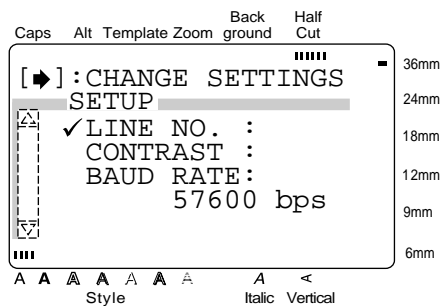 Back Half
Caps Alt Template Zoom ground Cut
[➡]:CHANGE SETTINGS
SETUP
✓LINE NO. :
CONTRAST :
BAUD RATE:
57600 bps
36mm
24mm
18mm
12mm
9mm
6mm
A A A A A A A A A
Style Italic Vertical